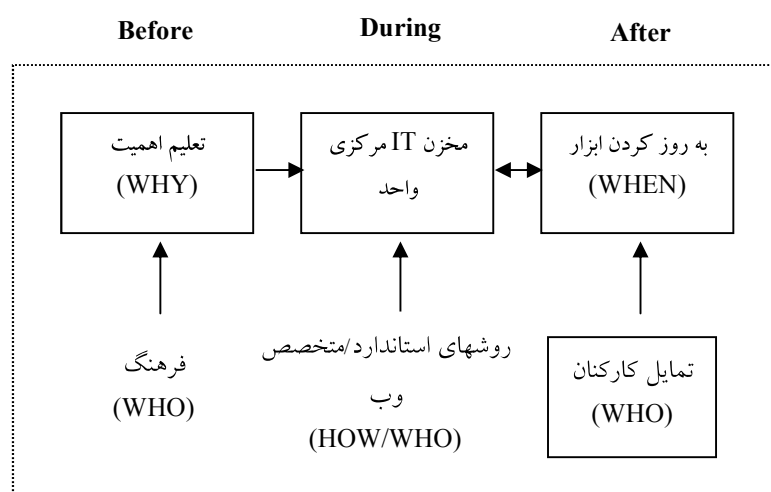 Before During After
تعلیم اهمیت
(WHY)
مخزن IT مرکزی
واحد
به روز کردن ابزار
(WHEN)
فرهنگ
(WHO)
روشهای استاندارد/متخصص
وب
(HOW/WHO)
تمایل کارکنان
(WHO)